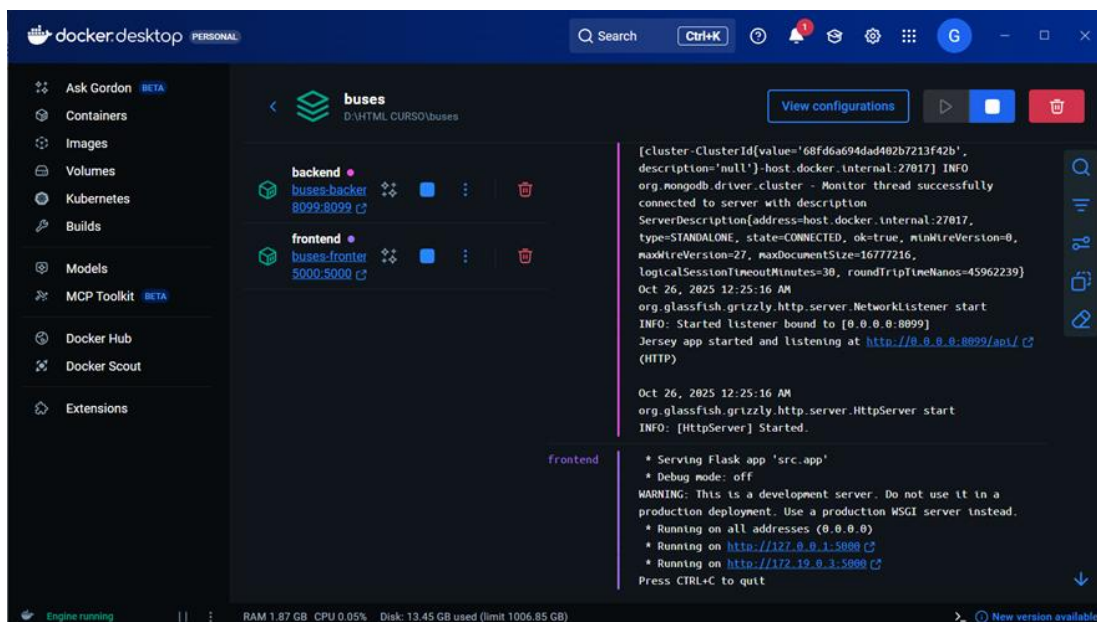 docker.desktop PERSONAL
Search Ctrl+K
1
G
Ask Gordon BETA
Containers
Images
Volumes
Kubernetes
Builds
Models
MCP Toolkit BETA
Docker Hub
Docker Scout
Extensions
buses
D:\HTML CURSO\buses
View configurations
backend
buses-backer
8099:8099
frontend
buses-fronter
5000:5000
[cluster-ClusterId{value='68fd6a694dad402b7213f42b',
description='null'}-host.docker.internal:27017] INFO
org.mongodb.driver.cluster - Monitor thread successfully
connected to server with description
ServerDescription{address=host.docker.internal:27017,
type=STANDALONE, state=CONNECTED, ok=true, minWireVersion=0,
maxWireVersion=27, maxDocumentSize=16777216,
logicalSessionTimeoutMinutes=30, roundTripTimeNanos=45962239}
Oct 26, 2025 12:25:16 AM
org.glassfish.grizzly.http.server.NetworkListener start
INFO: Started listener bound to [0.0.0.0:8099]
Jersey app started and listening at http://0.0.0.0:8099/api/
(HTTP)
Oct 26, 2025 12:25:16 AM
org.glassfish.grizzly.http.server.HttpServer start
INFO: [HttpServer] Started.
frontend
* Serving Flask app 'src.app'
* Debug mode: off
WARNING: This is a development server. Do not use it in a
production deployment. Use a production WSGI server instead.
* Running on all addresses (0.0.0.0)
* Running on http://127.0.0.1:5000
* Running on http://172.19.0.3:5000
Press CTRL+C to quit
Engine running
RAM 1.87 GB CPU 0.05% Disk: 13.45 GB used (limit 1006.85 GB)
New version available